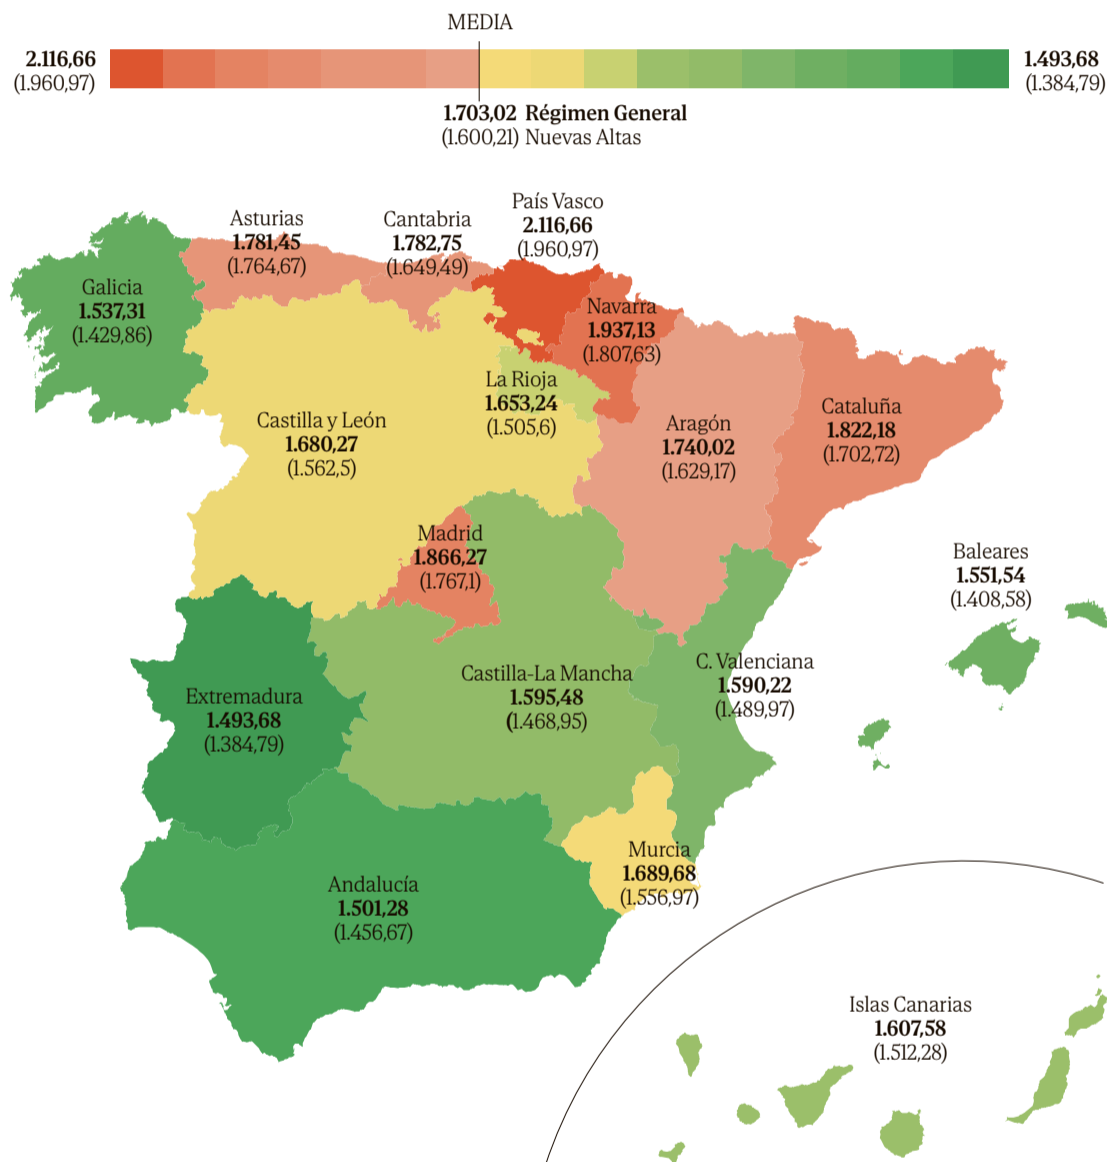 MEDIA
2.116,66
(1.960,97)
1.493,68
(1.384,79)
1.703,02 Régimen General
(1.600,21) Nuevas Altas
País Vasco
2.116,66
(1.960,97)
Asturias
1.781,45
(1.764,67)
Cantabria
1.782,75
(1.649,49)
Galicia
1.537,31
(1.429,86)
Navarra
1.937,13
(1.807,63)
La Rioja
1.653,24
(1.505,6)
Castilla y León
1.680,27
(1.562,5)
Aragón
1.740,02
(1.629,17)
Cataluña
1.822,18
(1.702,72)
Madrid
1.866,27
(1.767,1)
Baleares
1.551,54
(1.408,58)
Castilla-La Mancha
1.595,48
(1.468,95)
C. Valenciana
1.590,22
(1.489,97)
Extremadura
1.493,68
(1.384,79)
Murcia
1.689,68
(1.556,97)
Andalucía
1.501,28
(1.456,67)
Islas Canarias
1.607,58
(1.512,28)